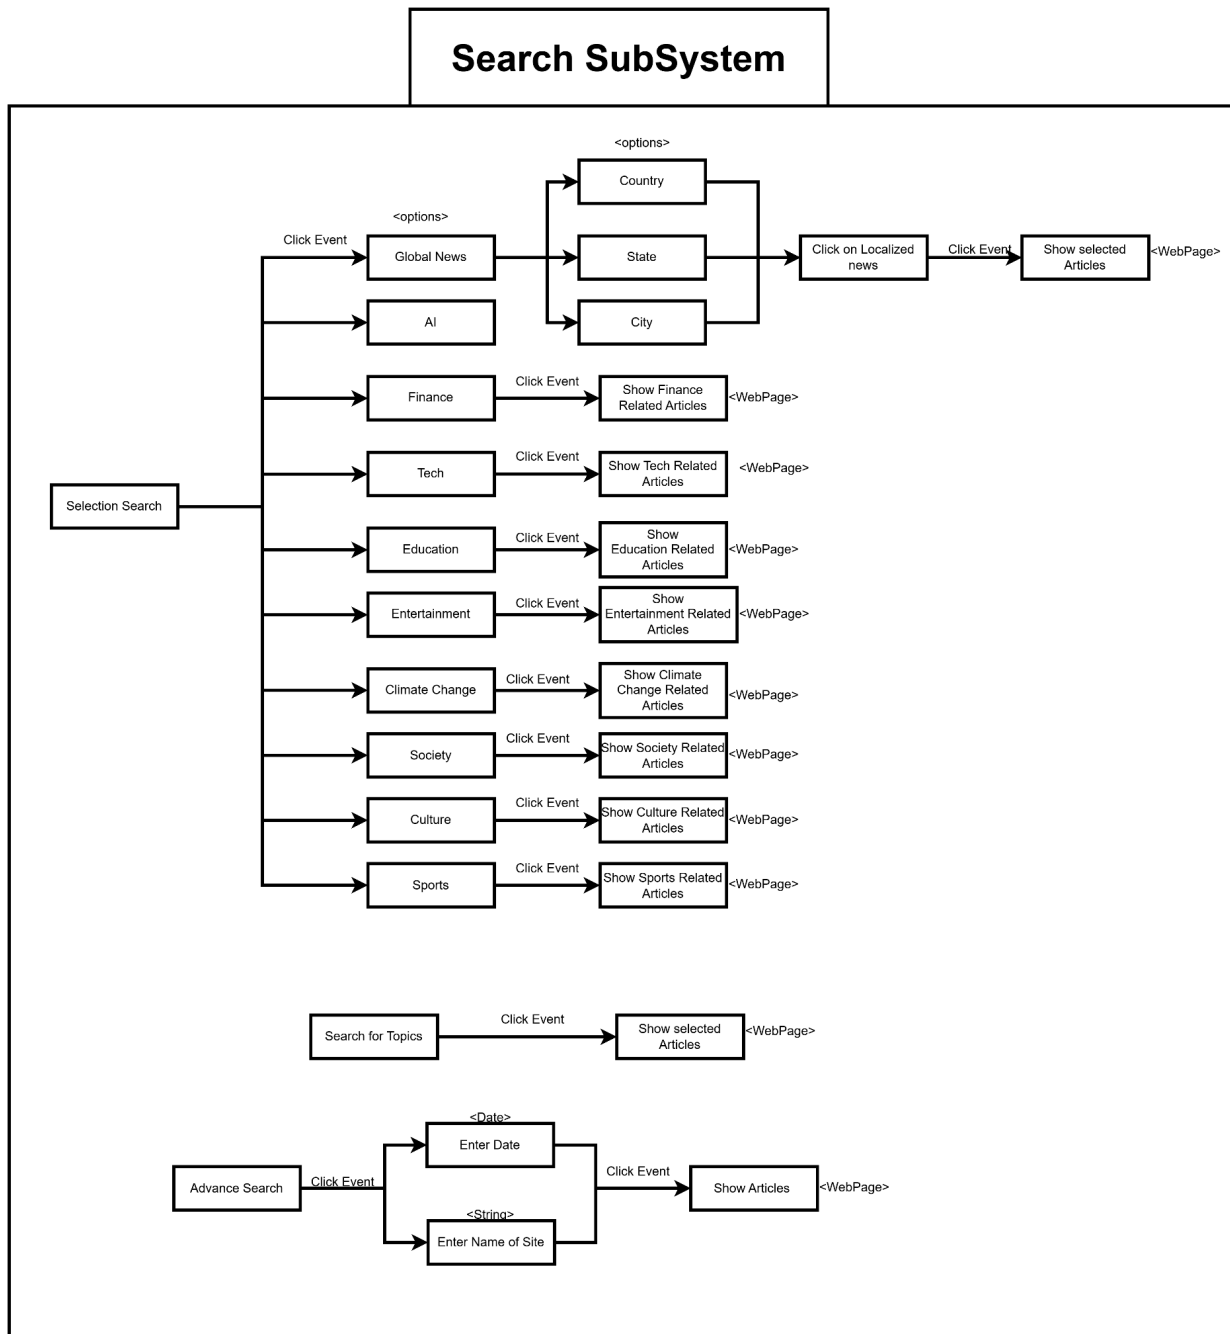 Search SubSystem
<options>
Country
<options>
Click Event
Global News
State
Click on Localized
news
Click Event
Show selected
Articles
<WebPage>
City
AI
Finance
Click Event
Show Finance
Related Articles
<WebPage>
Tech
Click Event
Show Tech Related
Articles
<WebPage>
Selection Search
Education
Click Event
Show
Education Related
Articles
<WebPage>
Entertainment
Click Event
Show
Entertainment Related
Articles
<WebPage>
Climate Change
Click Event
Show Climate
Change Related
Articles
<WebPage>
Society
Click Event
Show Society Related
Articles
<WebPage>
Culture
Click Event
Show Culture Related
Articles
<WebPage>
Sports
Click Event
Show Sports Related
Articles
<WebPage>
Search for Topics
Click Event
Show selected
Articles
<WebPage>
Advance Search
Click Event
<Date>
Enter Date
<String>
Enter Name of Site
Click Event
Show Articles
<WebPage>